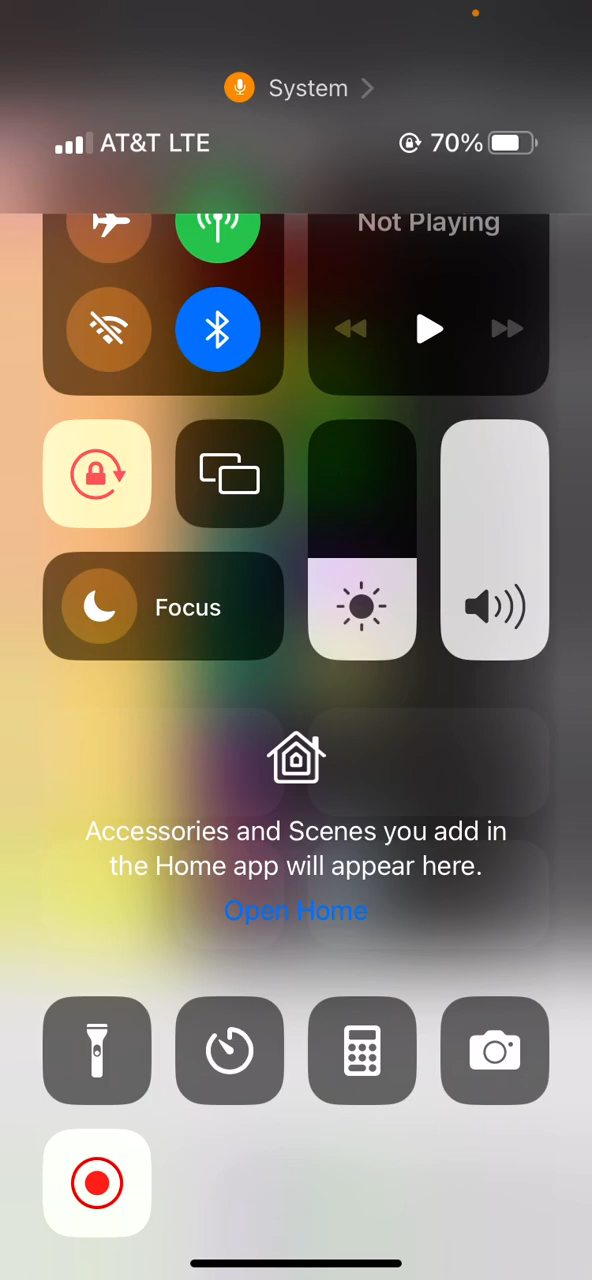 System
AT&T LTE
70%
Not Playing
Focus
Accessories and Scenes you add in
the Home app will appear here.
Open Home